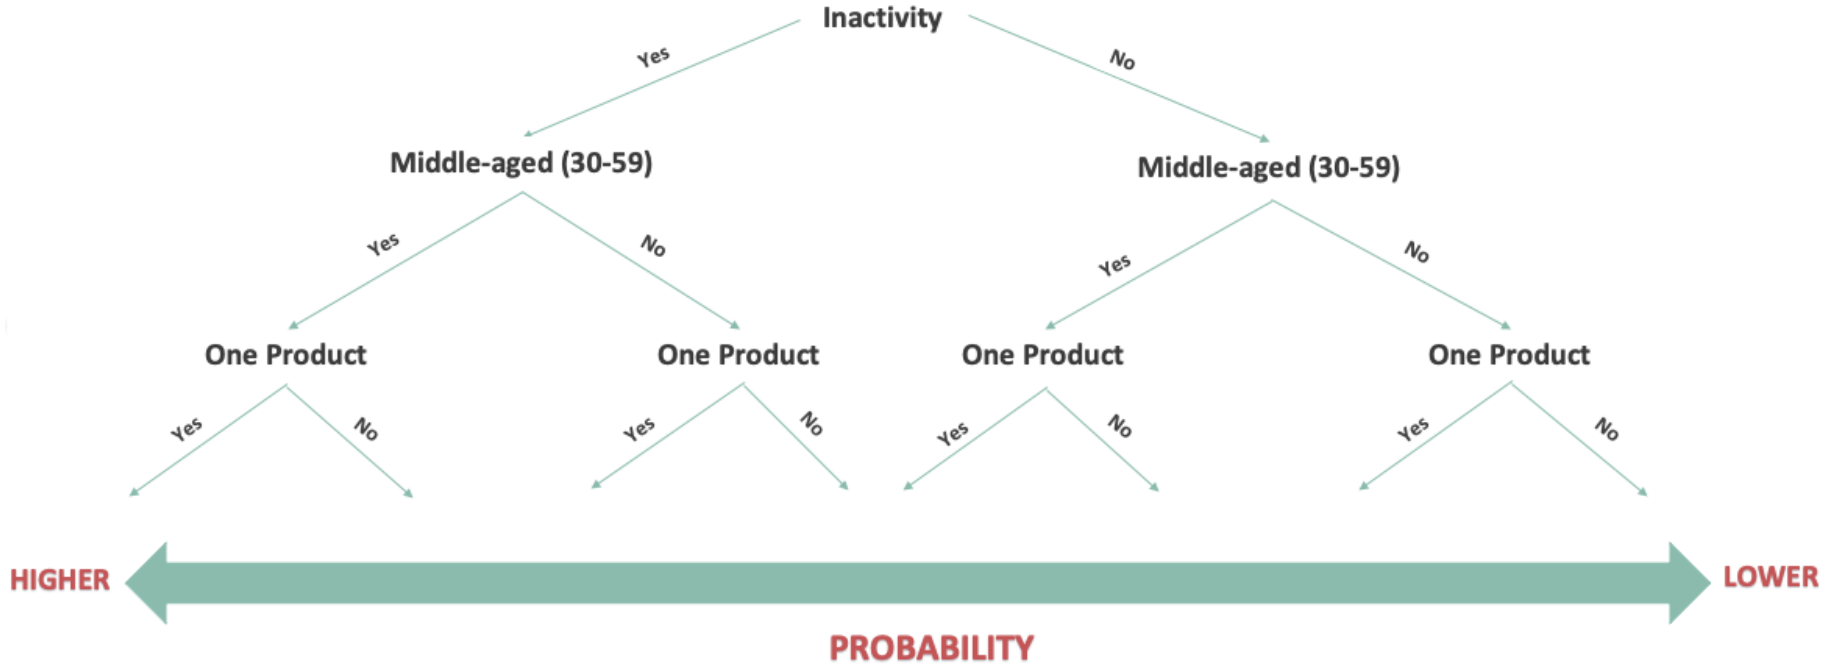 Inactivity
Yes
No
Middle-aged (30-59)
Middle-aged (30-59)
Yes
No
Yes
No
One Product
One Product
One Product
One Product
Yes
No
Yes
No
Yes
No
Yes
No
HIGHER
LOWER
PROBABILITY